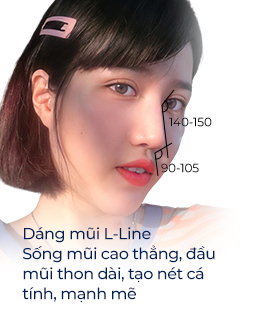 140-150
90-105
Dáng mũi L-Line
Sống mũi cao thẳng, đầu
mũi thon dài, tạo nét cá
tính, mạnh mẽ